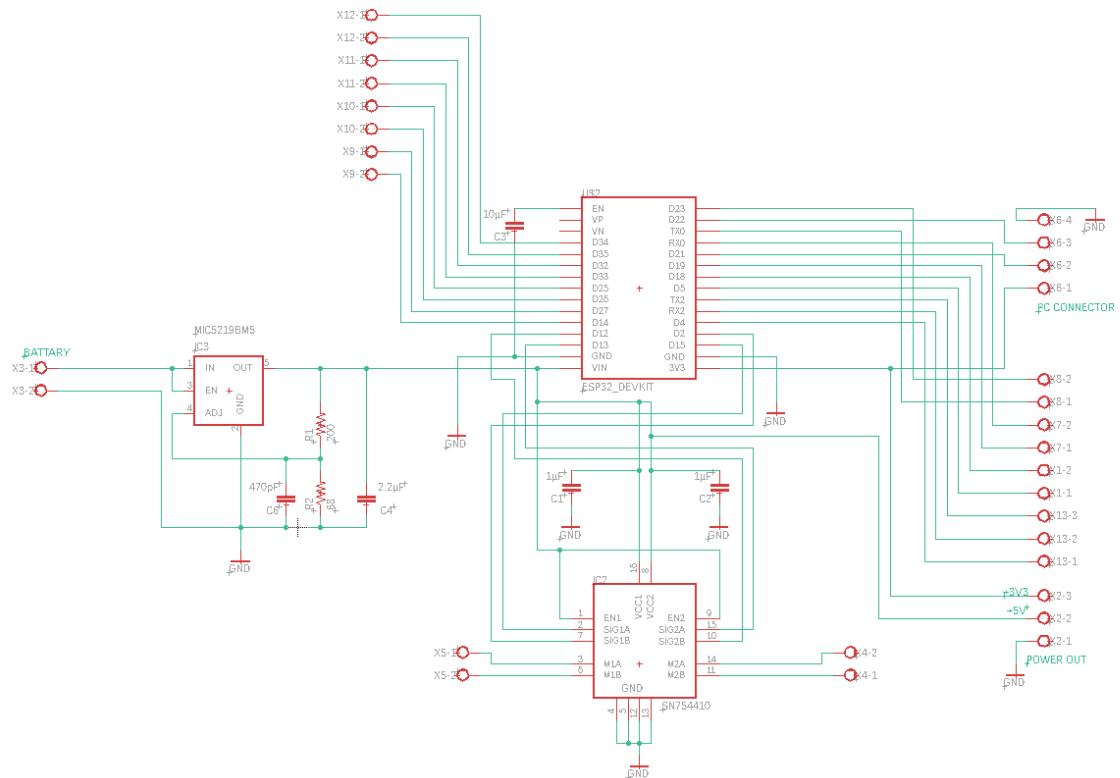 X12-1
X12-2
X11-1
X11-2
X10-1
X10-2
X9-1
X9-2
U$2
10µF
C3
EN
VP
VN
D34
D35
D32
D33
D25
D26
D27
D14
D12
D13
GND
VIN
D23
D22
TX0
RX0
D21
D19
D18
D5
TX2
RX2
D4
D2
D15
GND
3V3
ESP32_DEVKIT
X6-4
GND
X6-3
X6-2
X6-1
I²C CONNECTOR
MIC5219BM5
BATTARY
IC3
X3-1
X3-2
1
3
4
IN
EN
ADJ
OUT
GND
5
2
R1
200
R2
68
470pF
C6
2.2µF
C4
GND
GND
GND
X8-2
X8-1
X7-2
X7-1
X1-2
X1-1
X13-3
X13-2
X13-1
+3V3
X2-3
+5V
X2-2
X2-1
POWER OUT
GND
1µF
C1
GND
1µF
C2
GND
IC2
16
8
VCC1
VCC2
1
2
7
3
6
EN1
SIG1A
SIG1B
M1A
M1B
EN2
SIG2A
SIG2B
M2A
M2B
9
15
10
14
11
GND
4
5
12
13
SN754410
X5-1
X5-2
X4-2
X4-1
GND